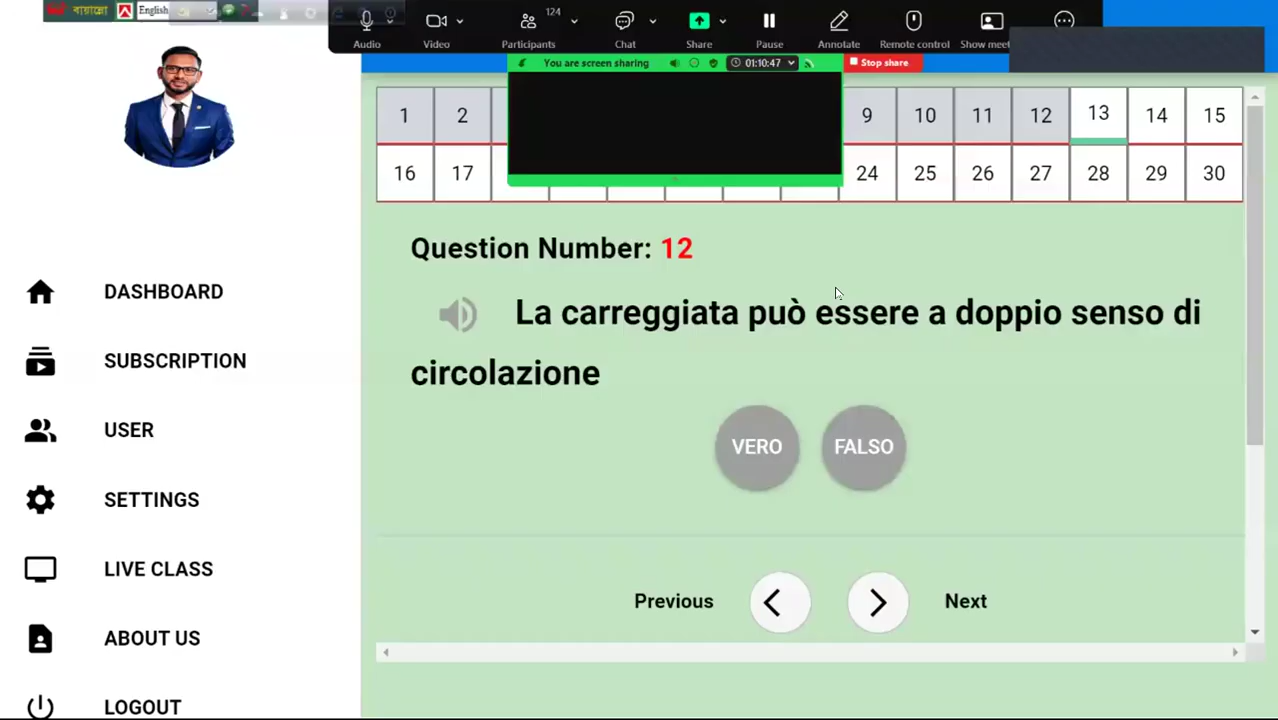 বায়ান্নো English
124
Audio Video Participants Chat Share Pause Annotate Remote control Show meet
You are screen sharing 01:10:47 Stop share
1 2 9 10 11 12 13 14 15
16 17 24 25 26 27 28 29 30
Question Number: 12
La carreggiata può essere a doppio senso di
circolazione
VERO FALSO
Previous Next
DASHBOARD
SUBSCRIPTION
USER
SETTINGS
LIVE CLASS
ABOUT US
LOGOUT